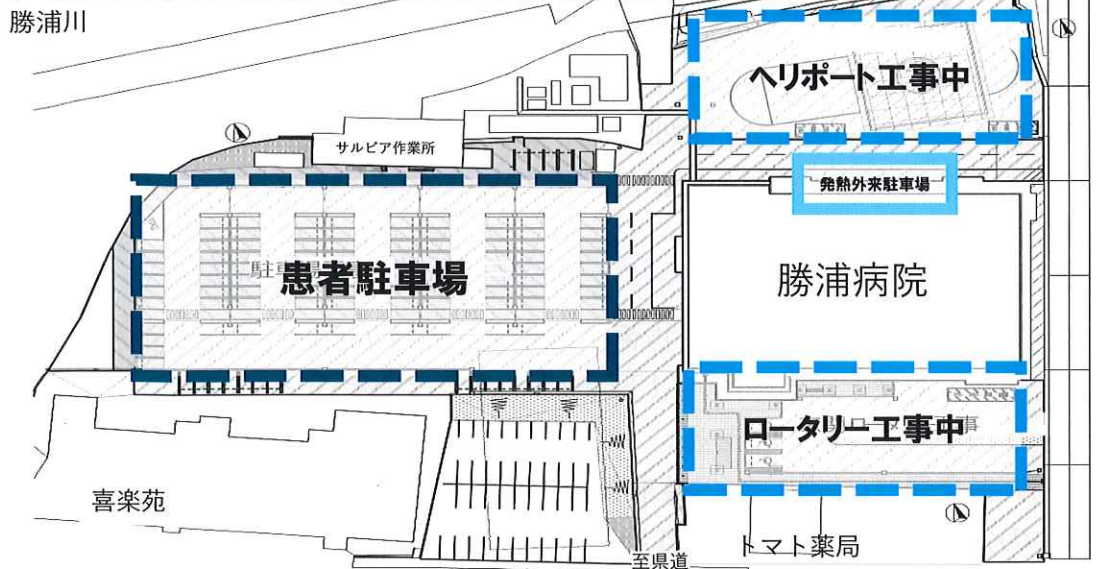 勝浦川
ヘリポート工事中
サルビア作業所
発熱外来駐車場
患者駐車場
勝浦病院
ロータリー工事中
喜楽苑
トマト薬局
至県道